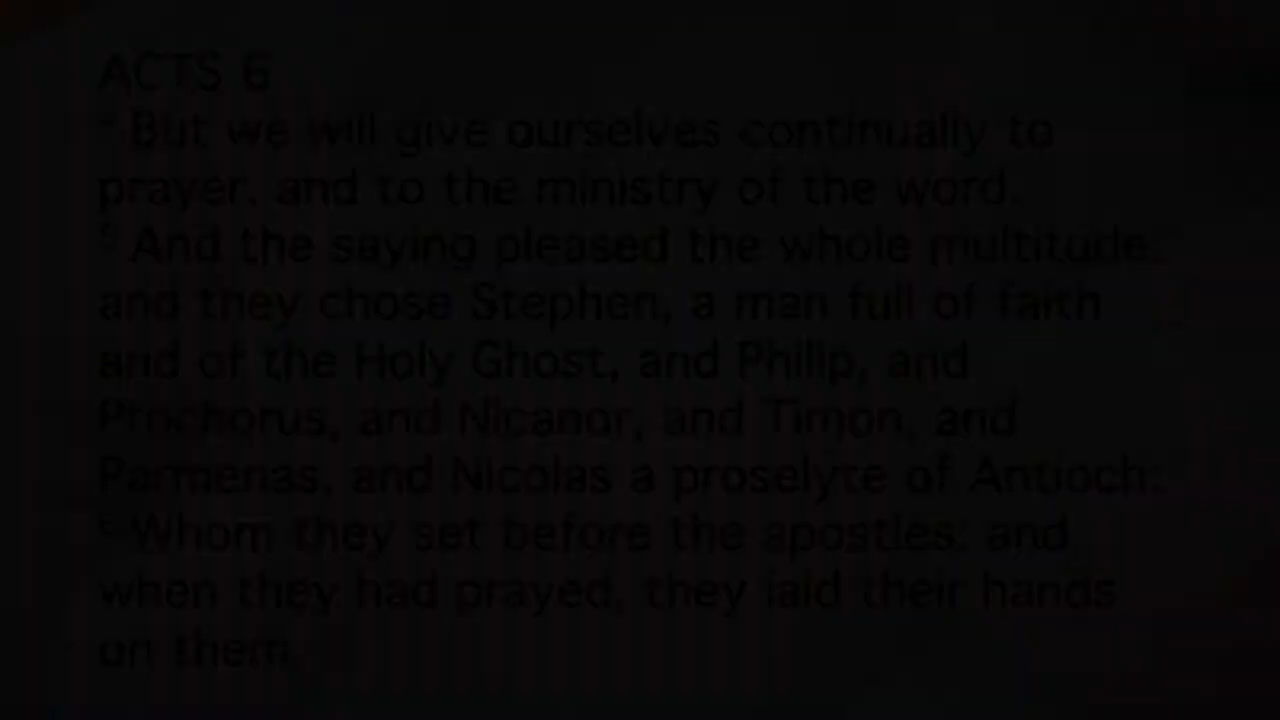 ACTS 6
⁴ But we will give ourselves continually to
prayer, and to the ministry of the word.
⁵ And the saying pleased the whole multitude:
and they chose Stephen, a man full of faith
and of the Holy Ghost, and Philip, and
Prochorus, and Nicanor, and Timon, and
Parmenas, and Nicolas a proselyte of Antioch:
⁶ Whom they set before the apostles: and
when they had prayed, they laid their hands
on them.